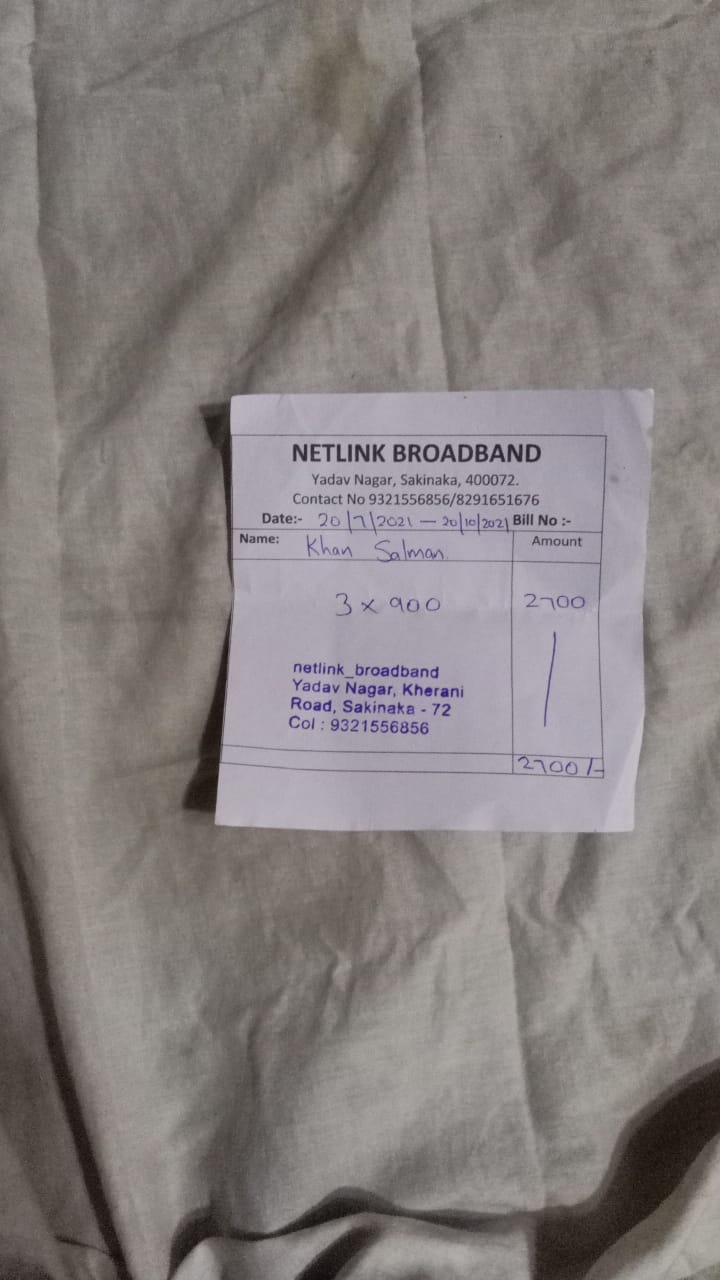 NETLINK BROADBAND
Yadav Nagar, Sakinaka, 400072.
Contact No 9321556856/8291651676
Date:- 20/7/2021 — 20/10/2021 Bill No :-
Name: Khan Salman Amount
3 x 900 2700
netlink_broadband
Yadav Nagar, Kherani
Road, Sakinaka - 72
Col : 9321556856
2700/-